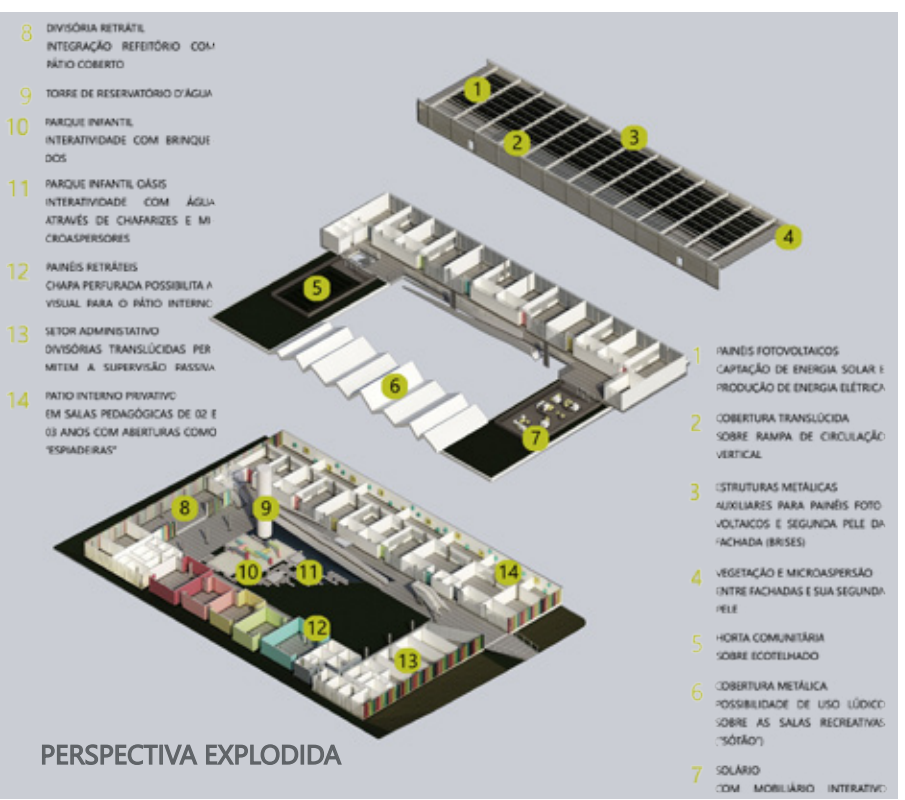 8 DIVISÓRIA RETRÁTIL
INTEGRAÇÃO REFEITÓRIO COM
PÁTIO COBERTO
9 TORRE DE RESERVATÓRIO D'ÁGUA
10 PARQUE INFANTIL
INTERATIVIDADE COM BRINQUE
DOS
11 PARQUE INFANTIL OÁSIS
INTERATIVIDADE COM ÁGUA
ATRAVÉS DE CHAFARIZES E MI
CROASPERSORES
12 PAINÉIS RETRÁTEIS
CHAPA PERFURADA POSSIBILITA A
VISUAL PARA O PÁTIO INTERNO
13 SETOR ADMINISTATIVO
DIVISÓRIAS TRANSLÚCIDAS PER
MITEM A SUPERVISÃO PASSIVA
14 PATIO INTERNO PRIVATIVO
EM SALAS PEDAGÓGICAS DE 02 E
03 ANOS COM ABERTURAS COMO
"ESPIADEIRAS"
1
2
3
4
5
6
7
8
9
10
11
12
13
14
1 PAINÉIS FOTOVOLTAICOS
CAPTAÇÃO DE ENERGIA SOLAR E
PRODUÇÃO DE ENERGIA ELÉTRICA
2 COBERTURA TRANSLÚCIDA
SOBRE RAMPA DE CIRCULAÇÃO
VERTICAL
3 ESTRUTURAS METÁLICAS
AUXILIARES PARA PAINÉIS FOTO
VOLTAICOS E SEGUNDA PELE DA
FACHADA (BRISES)
4 VEGETAÇÃO E MICROASPERSÃO
ENTRE FACHADAS E SUA SEGUNDA
PELE
5 HORTA COMUNITÁRIA
SOBRE ECOTELHADO
6 COBERTURA METÁLICA
POSSIBILIDADE DE USO LÚDICO
SOBRE AS SALAS RECREATIVAS
("SÓTÃO")
7 SOLÁRIO
COM MOBILIÁRIO INTERATIVO
PERSPECTIVA EXPLODIDA